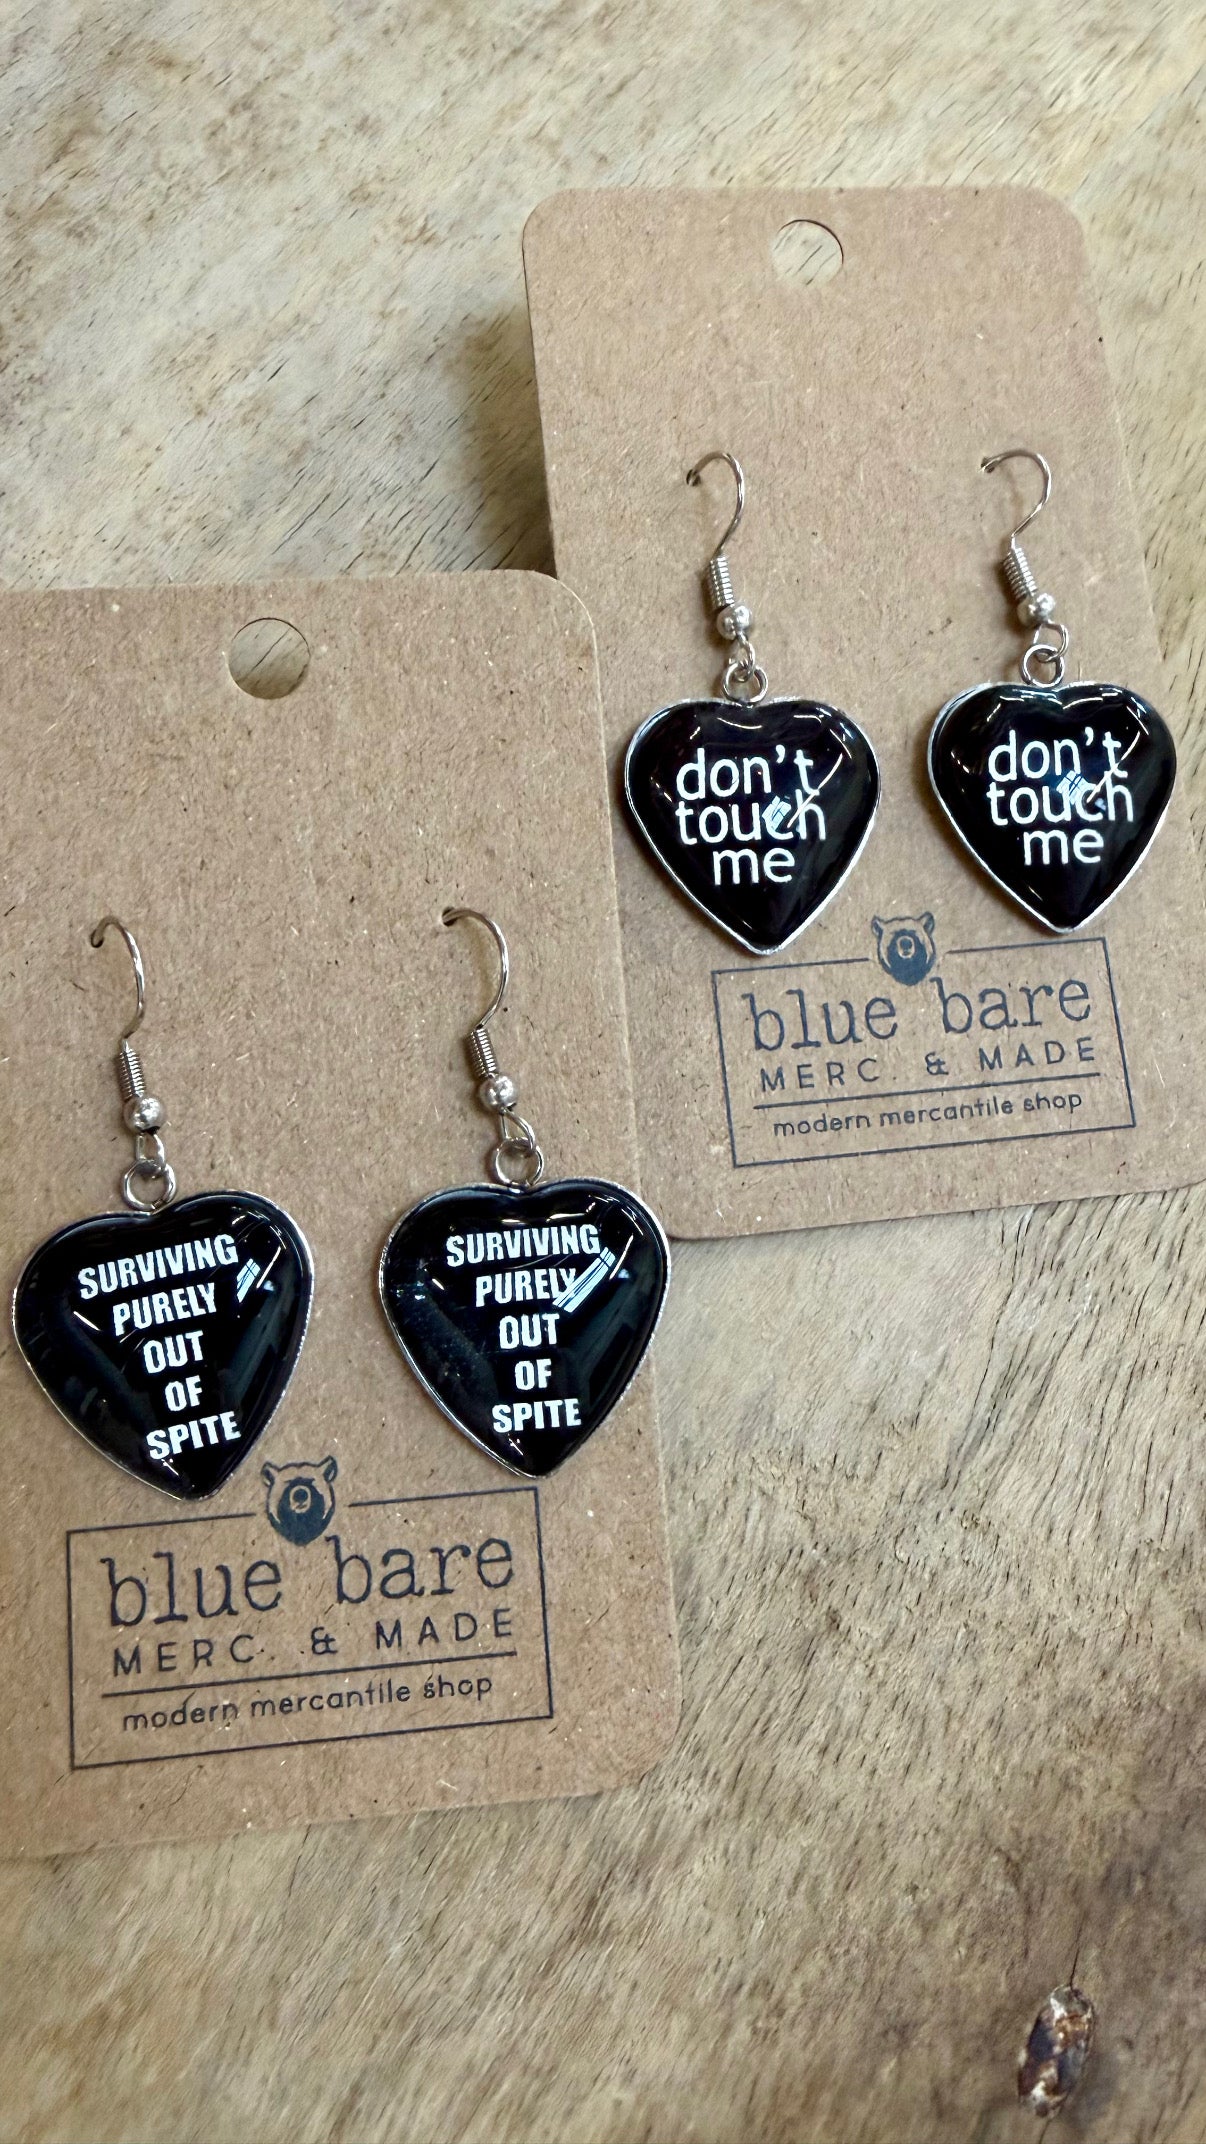 don't
touch
me
don't
touch
me
blue bare
MERC. & MADE
modern mercantile shop
SURVIVING
PURELY
OUT
OF
SPITE
SURVIVING
PURELY
OUT
OF
SPITE
blue bare
MERC. & MADE
modern mercantile shop